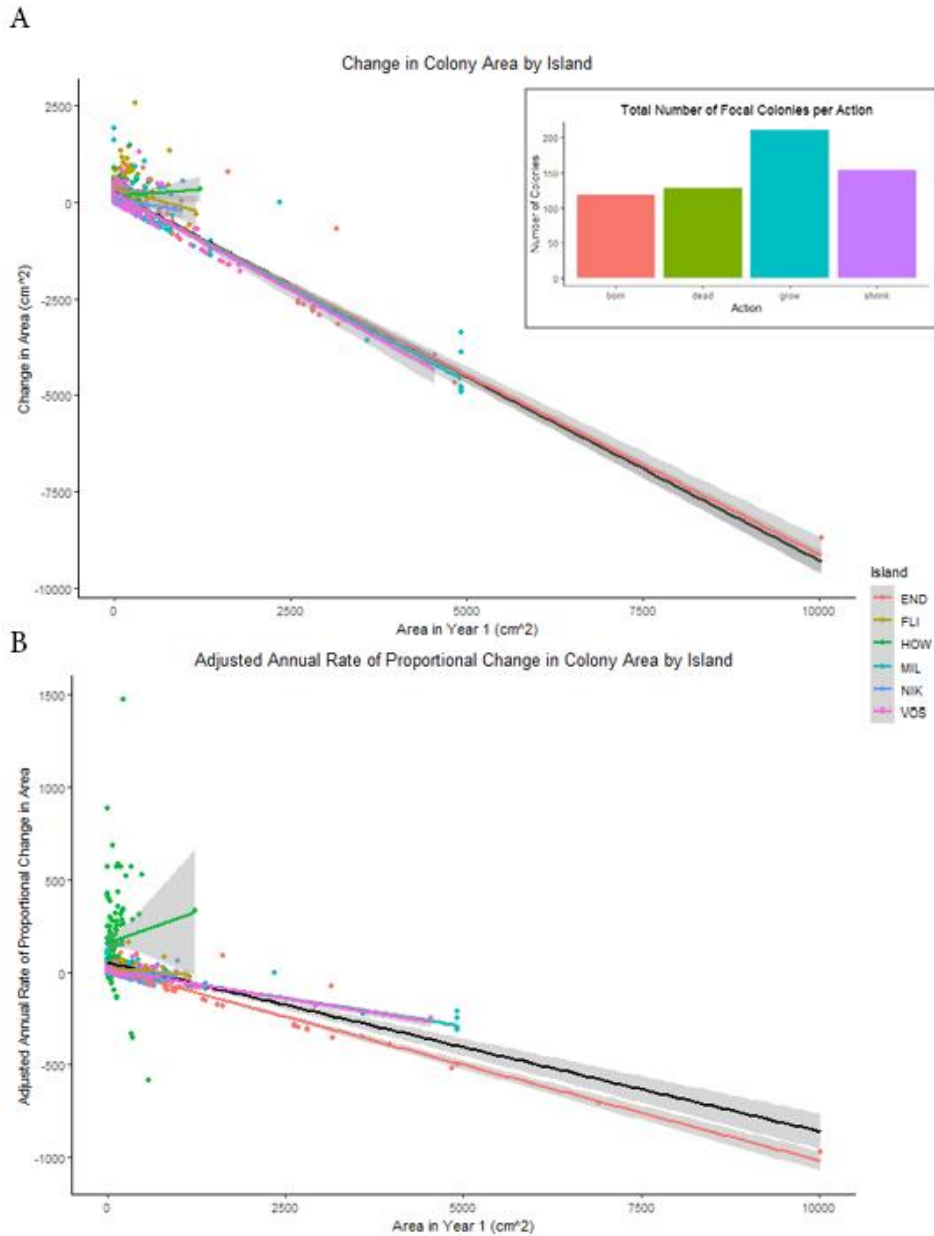 A
Change in Colony Area by Island
Change in Area (cm^2)
2500
0
-2500
-5000
-7500
-10000
0
2500
5000
7500
10000
Area in Year 1 (cm^2)
Total Number of Focal Colonies per Action
Number of Colonies
200
150
100
50
0
born
dead
grow
shrink
Action
Island
END
FLI
HOW
MIL
NIK
VOS
B
Adjusted Annual Rate of Proportional Change in Colony Area by Island
Adjusted Annual Rate of Proportional Change in Area
1500
1000
500
0
-500
-1000
0
2500
5000
7500
10000
Area in Year 1 (cm^2)